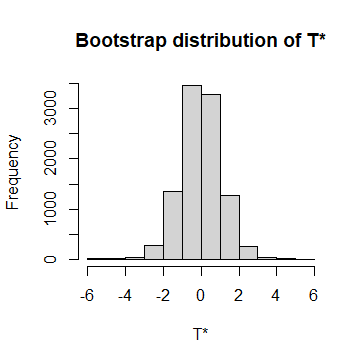 Bootstrap distribution of T*
Frequency
3000
2000
1000
0
-6 -4 -2 0 2 4 6
T*